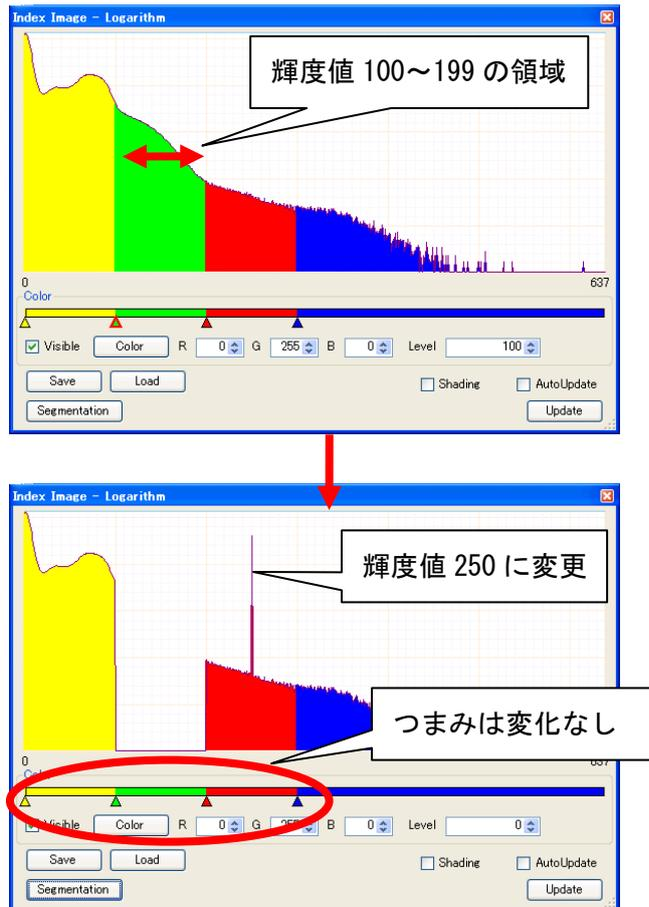 Index Image - Logarithm
輝度値 100～199 の領域
0
637
Color
Visible
Color
R
0
G
255
B
0
Level
100
Save
Load
Shading
AutoUpdate
Segmentation
Update
Index Image - Logarithm
輝度値 250 に変更
つまみは変化なし
0
637
Color
Visible
Color
R
0
G
255
B
0
Level
0
Save
Load
Shading
AutoUpdate
Segmentation
Update